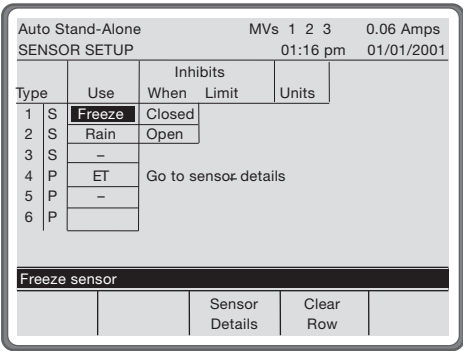 Auto Stand-Alone MVs 1 2 3 0.06 Amps
SENSOR SETUP 01:16 pm 01/01/2001
Inhibits
Type Use When Limit Units
1 S Freeze Closed
2 S Rain Open
3 S –
4 P ET Go to sensor details
5 P –
6 P
Freeze sensor
Sensor Clear
Details Row